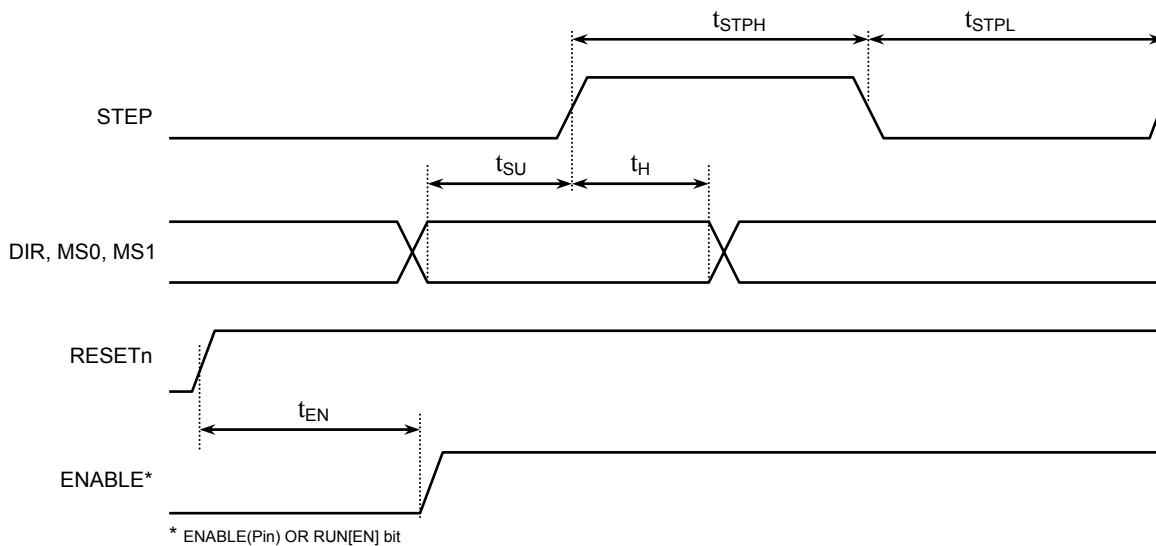 tSTPH
tSTPL
STEP
tSU
tH
DIR, MS0, MS1
RESETn
tEN
ENABLE*
* ENABLE(Pin) OR RUN[EN] bit